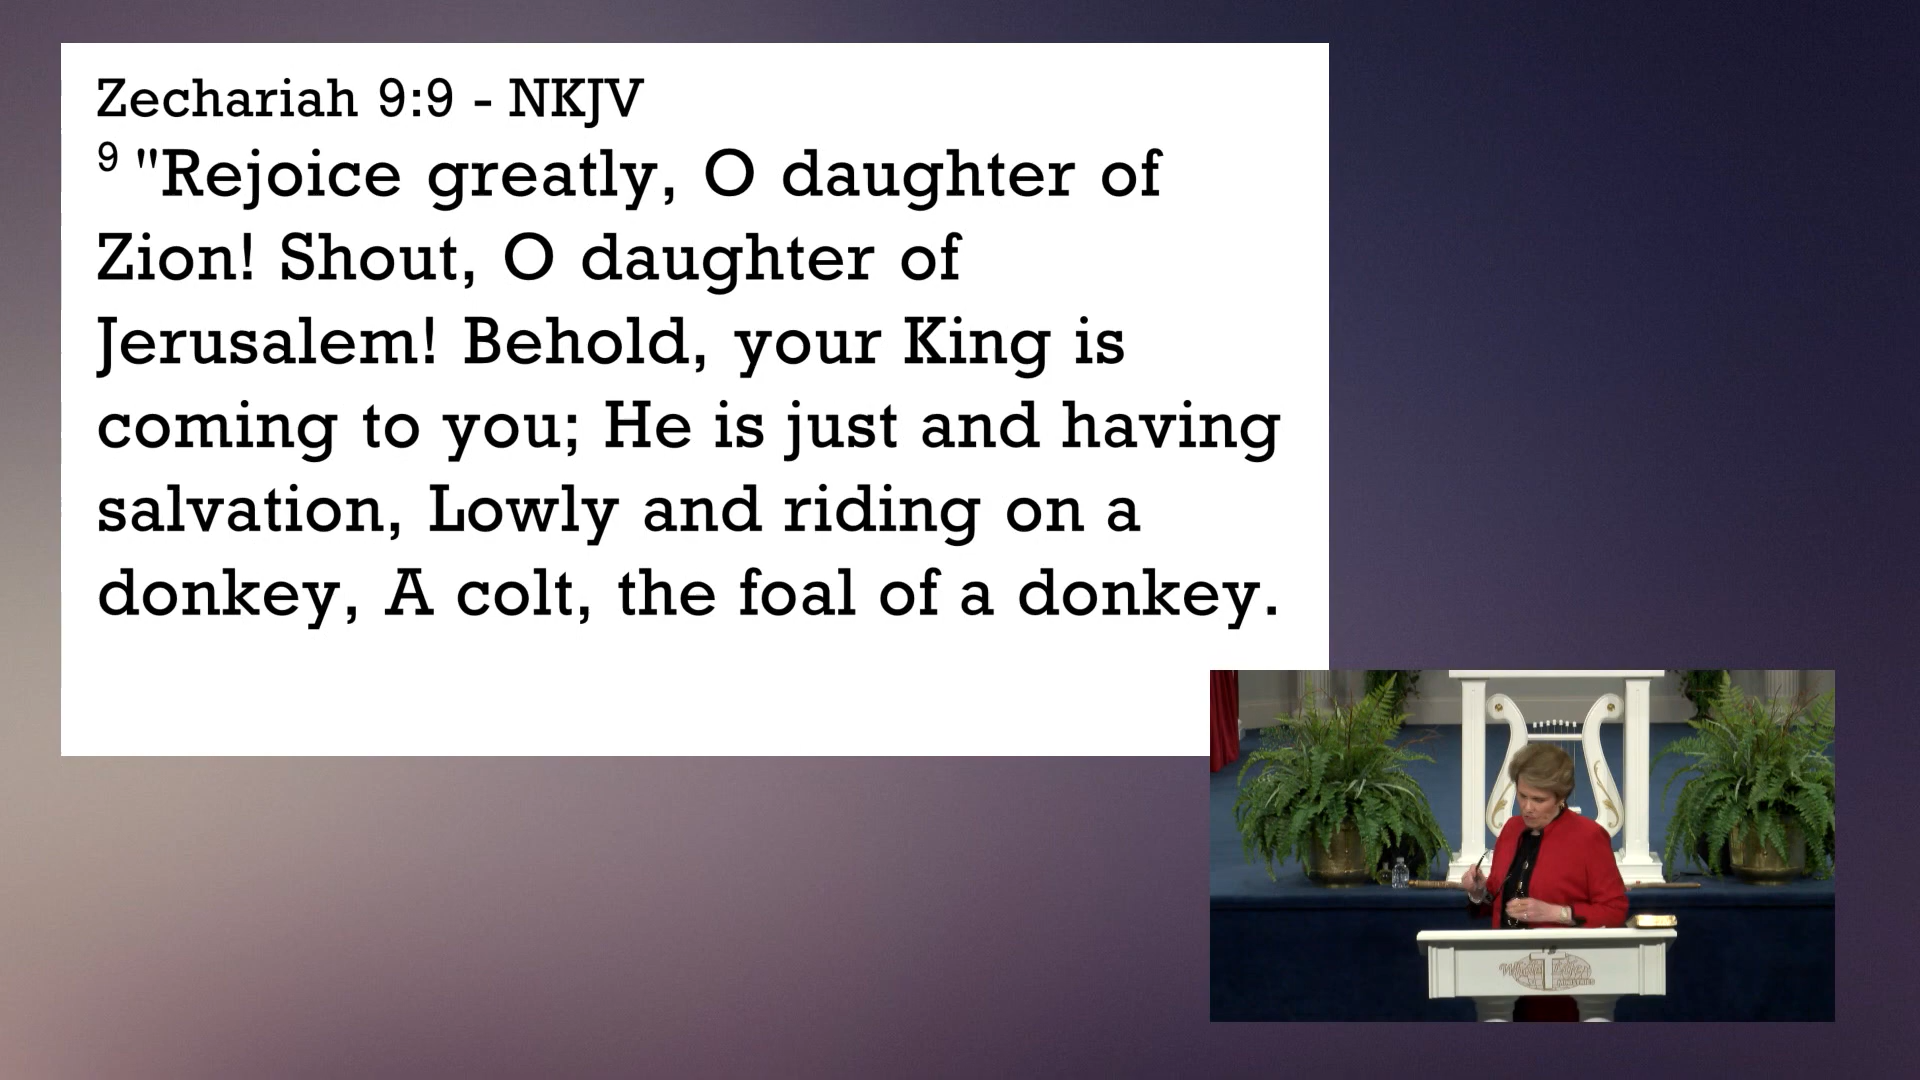 Zechariah 9:9 - NKJV
9 "Rejoice greatly, O daughter of
Zion! Shout, O daughter of
Jerusalem! Behold, your King is
coming to you; He is just and having
salvation, Lowly and riding on a
donkey, A colt, the foal of a donkey.